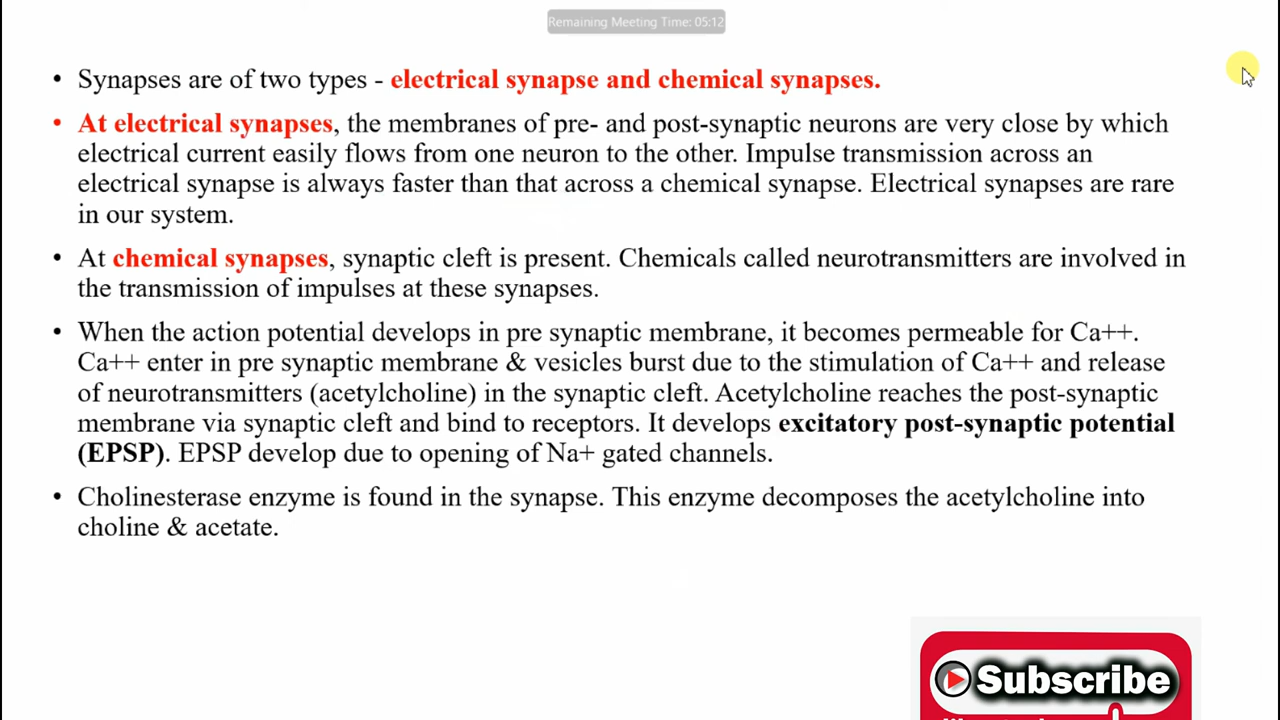 Remaining Meeting Time: 05:12
• Synapses are of two types - electrical synapse and chemical synapses.
• At electrical synapses, the membranes of pre- and post-synaptic neurons are very close by which
electrical current easily flows from one neuron to the other. Impulse transmission across an
electrical synapse is always faster than that across a chemical synapse. Electrical synapses are rare
in our system.
• At chemical synapses, synaptic cleft is present. Chemicals called neurotransmitters are involved in
the transmission of impulses at these synapses.
• When the action potential develops in pre synaptic membrane, it becomes permeable for Ca++.
Ca++ enter in pre synaptic membrane & vesicles burst due to the stimulation of Ca++ and release
of neurotransmitters (acetylcholine) in the synaptic cleft. Acetylcholine reaches the post-synaptic
membrane via synaptic cleft and bind to receptors. It develops excitatory post-synaptic potential
(EPSP). EPSP develop due to opening of Na+ gated channels.
• Cholinesterase enzyme is found in the synapse. This enzyme decomposes the acetylcholine into
choline & acetate.
Subscribe